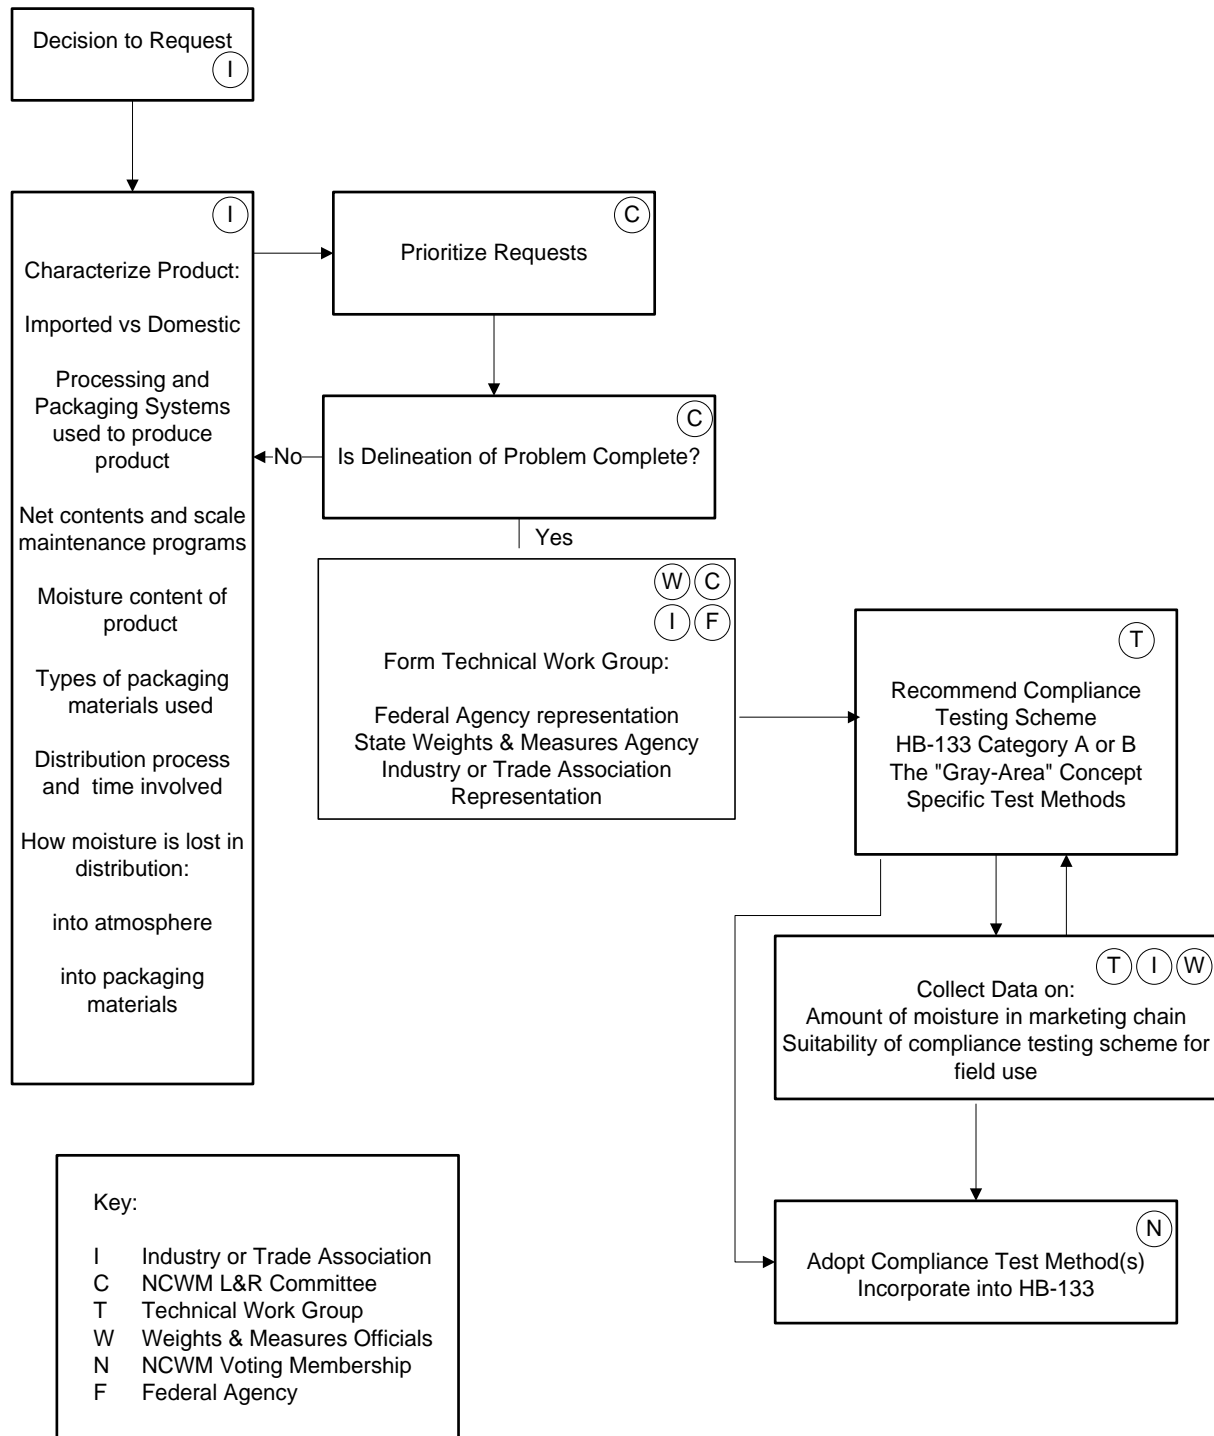 Decision to Request
I
I
Characterize Product:
Imported vs Domestic
Processing and
Packaging Systems
used to produce
product
Net contents and scale
maintenance programs
Moisture content of
product
Types of packaging
materials used
Distribution process
and time involved
How moisture is lost in
distribution:
into atmosphere
into packaging
materials
C
Prioritize Requests
C
Is Delineation of Problem Complete?
No
Yes
W C
I F
Form Technical Work Group:
Federal Agency representation
State Weights & Measures Agency
Industry or Trade Association
Representation
T
Recommend Compliance
Testing Scheme
HB-133 Category A or B
The "Gray-Area" Concept
Specific Test Methods
T I W
Collect Data on:
Amount of moisture in marketing chain
Suitability of compliance testing scheme for
field use
N
Adopt Compliance Test Method(s)
Incorporate into HB-133
Key:
I Industry or Trade Association
C NCWM L&R Committee
T Technical Work Group
W Weights & Measures Officials
N NCWM Voting Membership
F Federal Agency